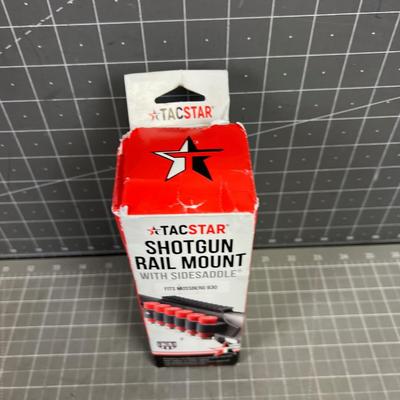 TACSTAR
TACSTAR
SHOTGUN
RAIL MOUNT
WITH SIDESADDLE®
FITS MOSSBERG 930